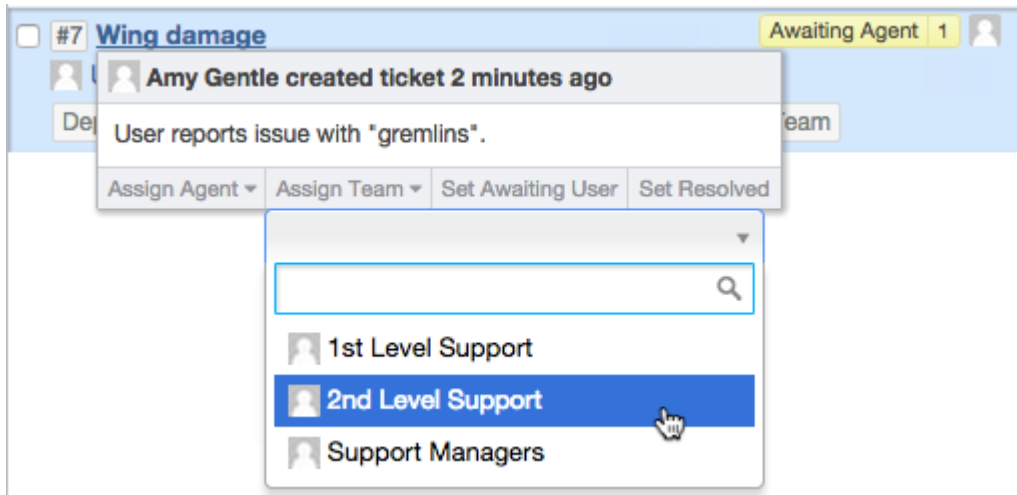 #7 Wing damage Awaiting Agent 1
Amy Gentle created ticket 2 minutes ago
User reports issue with "gremlins".
Assign Agent Assign Team Set Awaiting User Set Resolved
1st Level Support
2nd Level Support
Support Managers